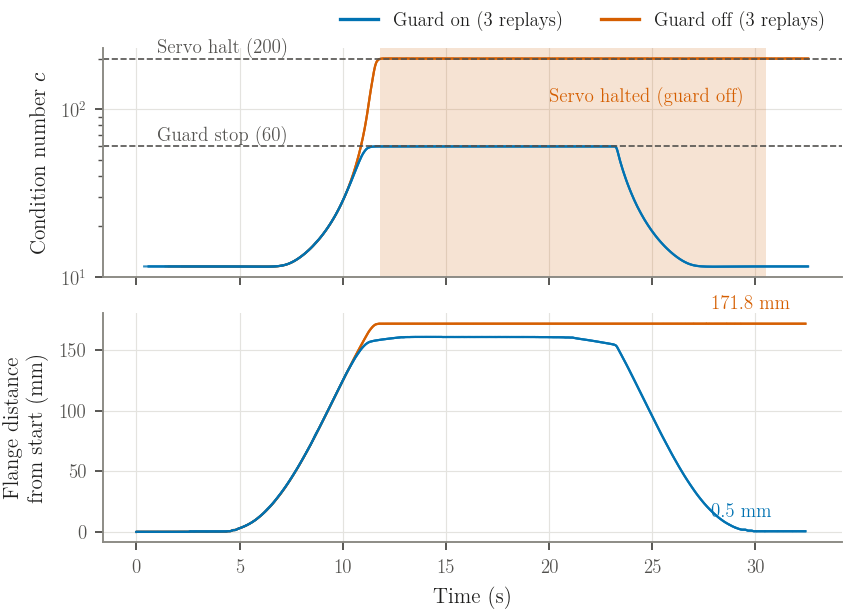 Guard on (3 replays)
Guard off (3 replays)
Servo halt (200)
Servo halted (guard off)
Guard stop (60)
Condition number c
10²
10¹
171.8 mm
Flange distance
from start (mm)
150
100
50
0
0.5 mm
0 5 10 15 20 25 30
Time (s)